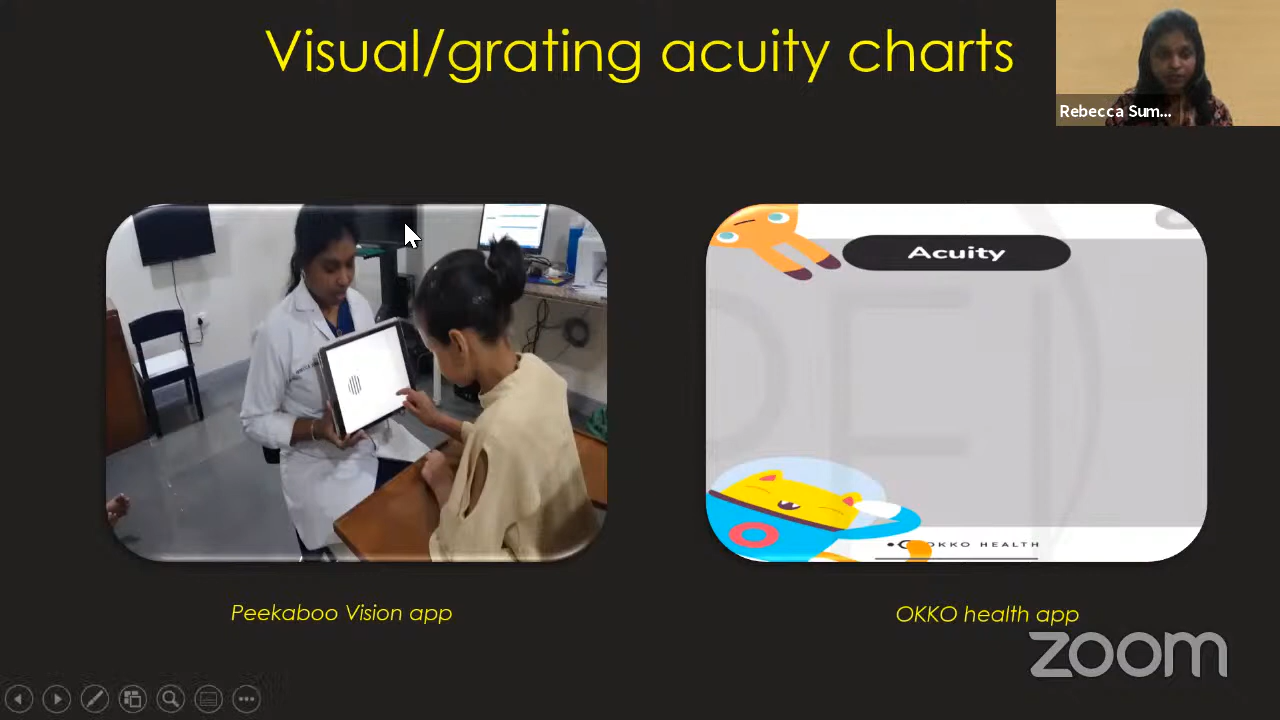 Visual/grating acuity charts
Rebecca Sum...
Acuity
OKKO HEALTH
Peekaboo Vision app
OKKO health app
zoom